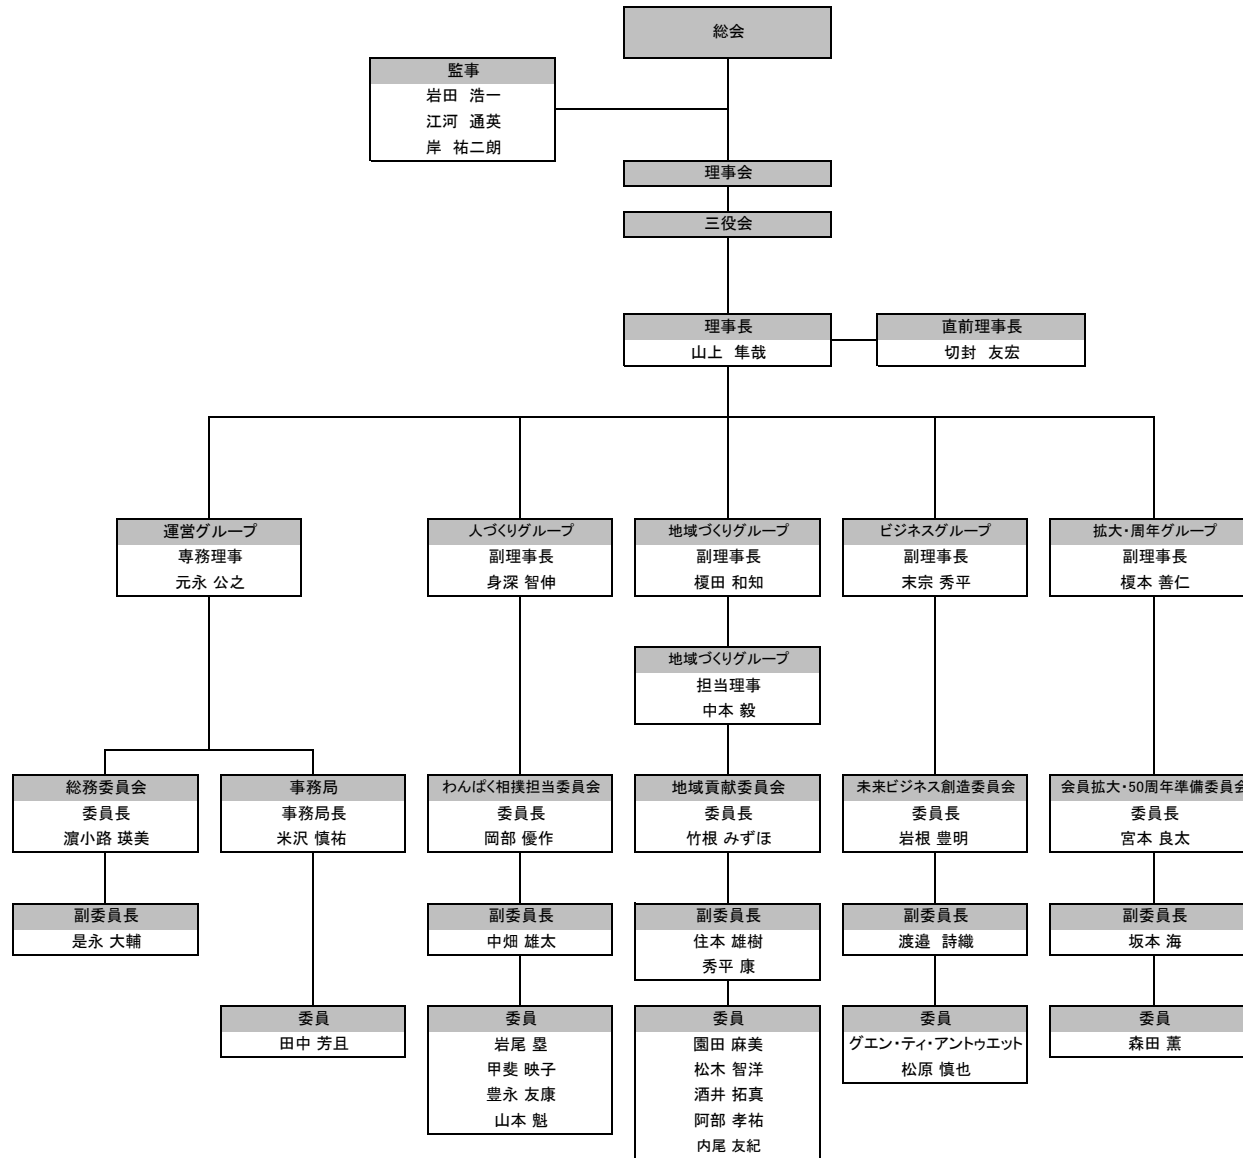 総会
監事
岩田 浩一
江河 通英
岸 祐二朗
理事会
三役会
理事長
山上 隼哉
直前理事長
切封 友宏
運営グループ
専務理事
元永 公之
人づくりグループ
副理事長
身深 智伸
地域づくりグループ
副理事長
榎田 和知
ビジネスグループ
副理事長
末宗 秀平
拡大・周年グループ
副理事長
榎本 善仁
地域づくりグループ
担当理事
中本 毅
総務委員会
委員長
濵小路 瑛美
事務局
事務局長
米沢 慎祐
わんぱく相撲担当委員会
委員長
岡部 優作
地域貢献委員会
委員長
竹根 みずほ
未来ビジネス創造委員会
委員長
岩根 豊明
会員拡大・50周年準備委員会
委員長
宮本 良太
副委員長
是永 大輔
副委員長
中畑 雄太
副委員長
住本 雄樹
秀平 康
副委員長
渡邉 詩織
副委員長
坂本 海
委員
田中 芳且
委員
岩尾 塁
甲斐 映子
豊永 友康
山本 魁
委員
園田 麻美
松木 智洋
酒井 拓真
阿部 孝祐
内尾 友紀
委員
グエン・ティ・アントゥエット
松原 慎也
委員
森田 薫